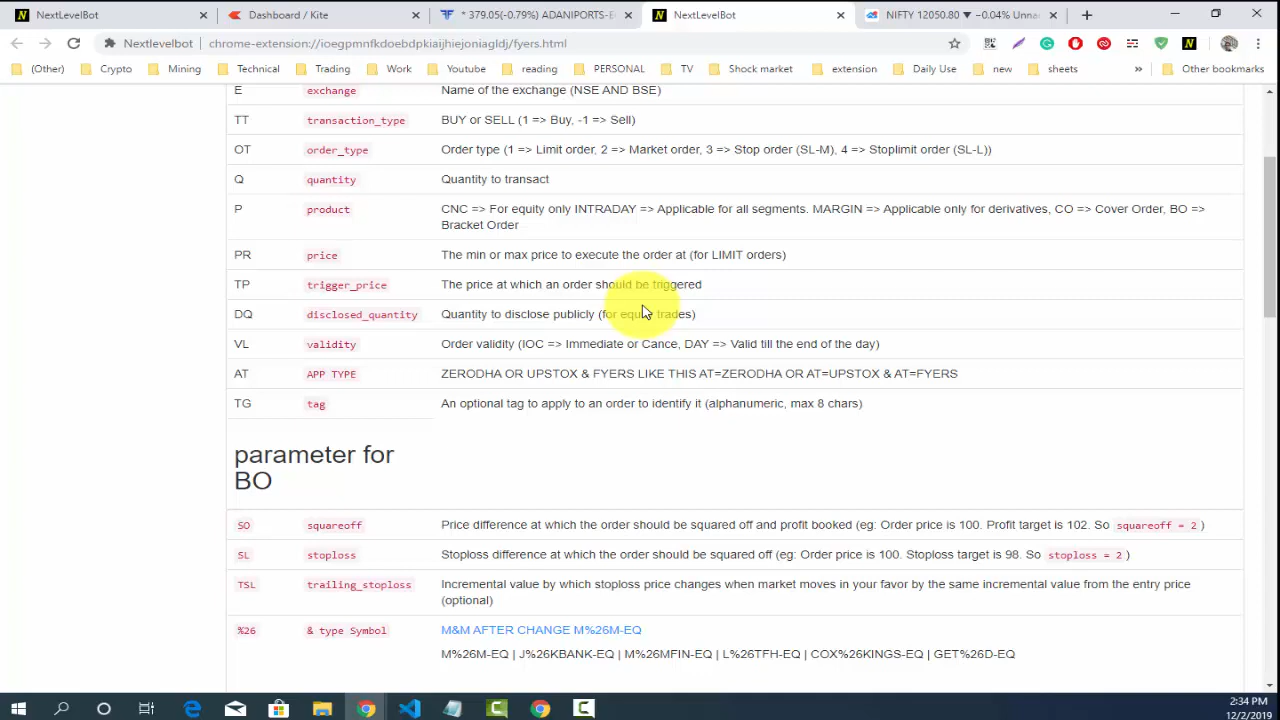 NextLevelBot
Dashboard / Kite
* 379.05(-0.79%) ADANIPORTS-E
NextLevelBot
NIFTY 12050.80 ▼ −0.04% Unna
Nextlevelbot
(Other)
Crypto
Mining
Technical
Trading
Work
Youtube
reading
PERSONAL
TV
Shock market
extension
Daily Use
new
sheets
»
Other bookmarks
E exchange Name of the exchange (NSE AND BSE)
TT transaction_type BUY or SELL (1 => Buy, -1 => Sell)
OT order_type Order type (1 => Limit order, 2 => Market order, 3 => Stop order (SL-M), 4 => Stoplimit order (SL-L))
Q quantity Quantity to transact
P product CNC => For equity only INTRADAY => Applicable for all segments. MARGIN => Applicable only for derivatives, CO => Cover Order, BO =>
Bracket Order
PR price The min or max price to execute the order at (for LIMIT orders)
TP trigger_price The price at which an order should be triggered
DQ disclosed_quantity Quantity to disclose publicly (for equity trades)
VL validity Order validity (IOC => Immediate or Cance, DAY => Valid till the end of the day)
AT APP TYPE ZERODHA OR UPSTOX & FYERS LIKE THIS AT=ZERODHA OR AT=UPSTOX & AT=FYERS
TG tag An optional tag to apply to an order to identify it (alphanumeric, max 8 chars)
parameter for
BO
SO squareoff Price difference at which the order should be squared off and profit booked (eg: Order price is 100. Profit target is 102. So squareoff = 2 )
SL stoploss Stoploss difference at which the order should be squared off (eg: Order price is 100. Stoploss target is 98. So stoploss = 2 )
TSL trailing_stoploss Incremental value by which stoploss price changes when market moves in your favor by the same incremental value from the entry price
(optional)
%26 & type Symbol M&M AFTER CHANGE M%26M-EQ
M%26M-EQ | J%26KBANK-EQ | M%26MFIN-EQ | L%26TFH-EQ | COX%26KINGS-EQ | GET%26D-EQ
2:34 PM
12/2/2019